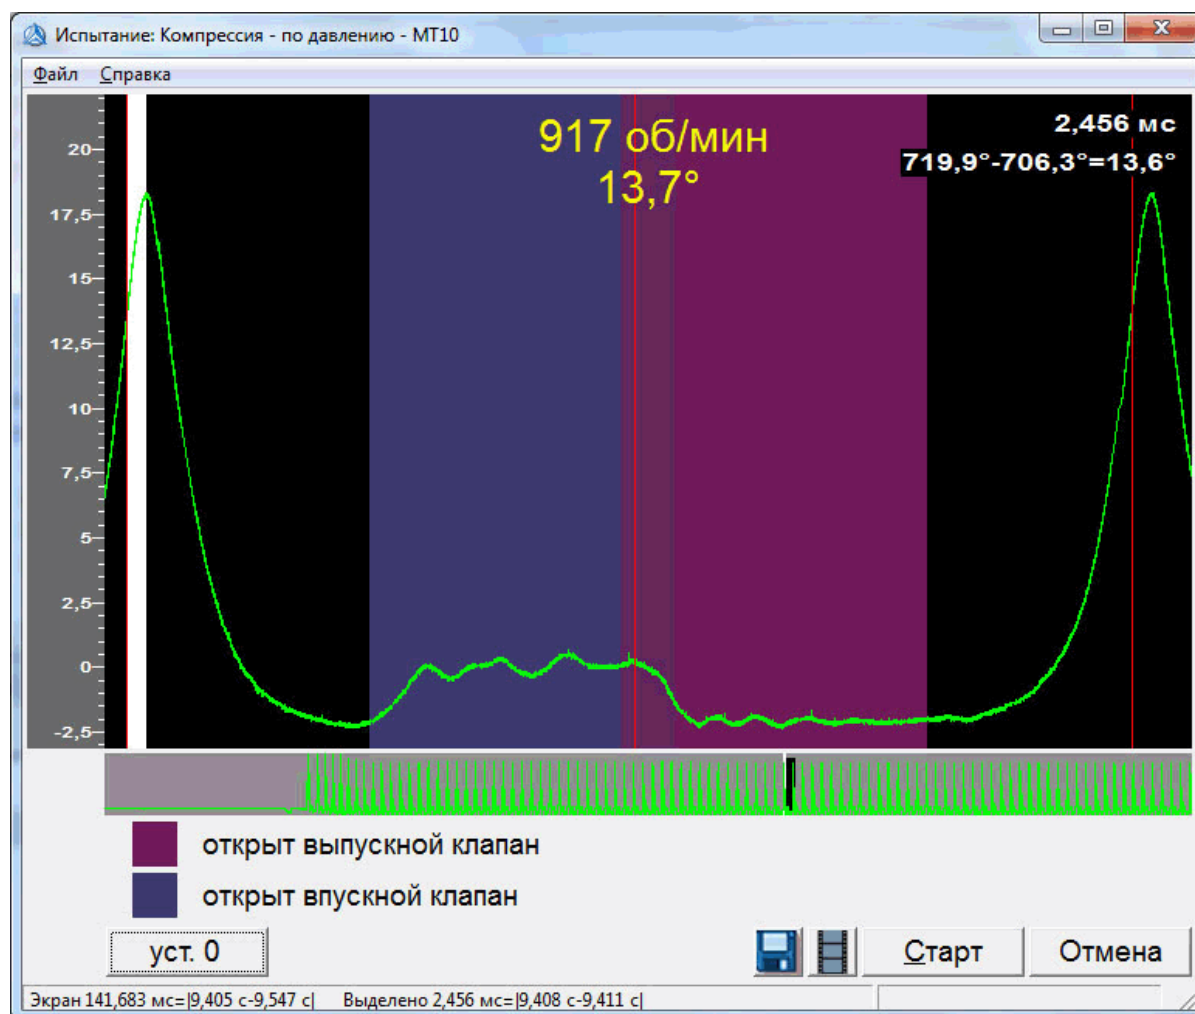 Испытание: Компрессия - по давлению - МТ10
Файл Справка
917 об/мин
13,7°
2,456 мс
719,9°-706,3°=13,6°
20
17,5
15
12,5
10
7,5
5
2,5
0
-2,5
открыт выпускной клапан
открыт впускной клапан
уст. 0
Старт
Отмена
Экран 141,683 мс=|9,405 с-9,547 с| Выделено 2,456 мс=|9,408 с-9,411 с|